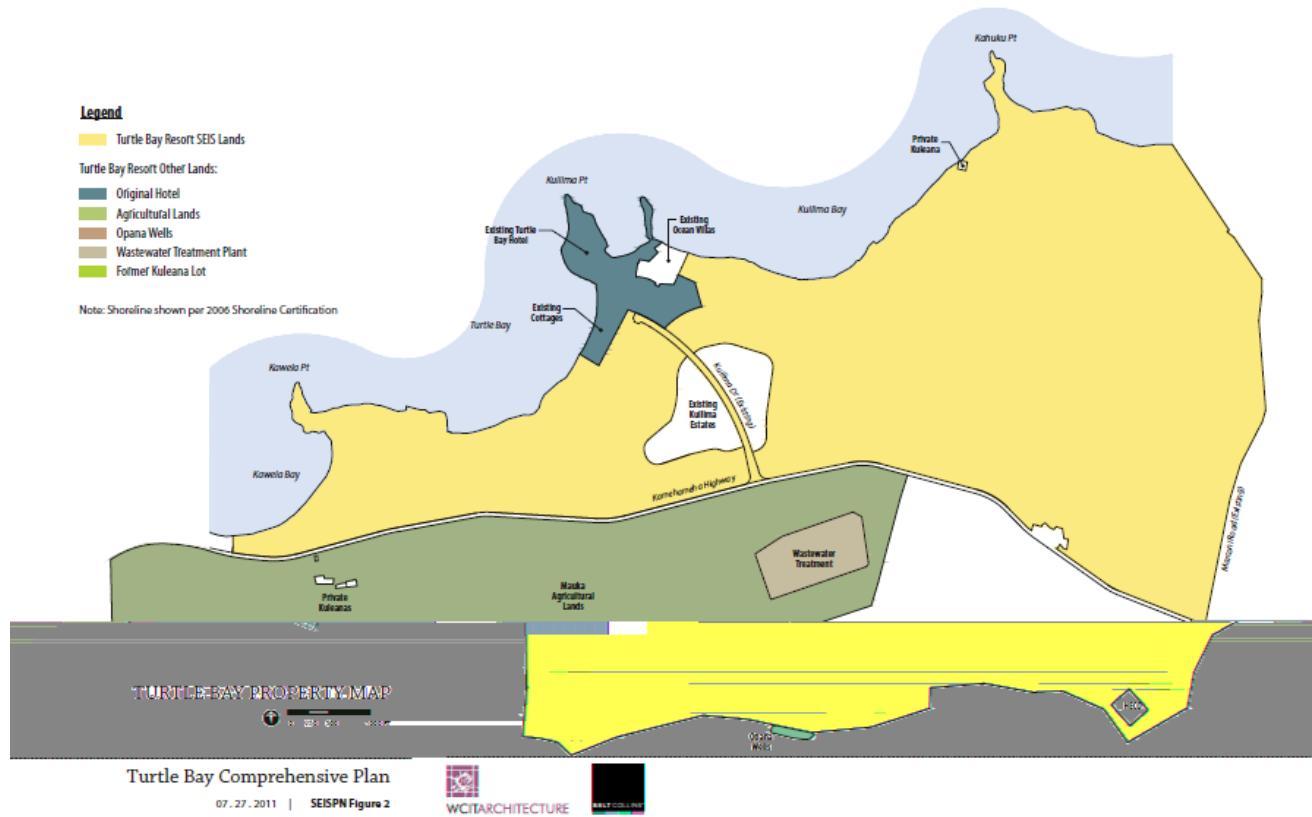 Kahuku Pt
Legend
Turtle Bay Resort SEIS Lands
Turtle Bay Resort Other Lands:
Original Hotel
Agricultural Lands
Opana Wells
Wastewater Treatment Plant
Former Kuleana Lot
Note: Shoreline shown per 2006 Shoreline Certification
Private
Kuleana
Kuilima Pt
Kuilima Bay
Existing
Ocean Villas
Existing Turtle
Bay Hotel
Existing
Cottages
Turtle Bay
Kawela Pt
Kuilima Dr (Existing)
Existing
Kuilima
Estates
Kawela Bay
Kamehameha Highway
Marconi Road (Existing)
Wastewater
Treatment
Private
Kuleanas
Mauka
Agricultural
Lands
TURTLE BAY PROPERTY MAP
Opana
Wells
Turtle Bay Comprehensive Plan
07.27.2011 | SEISPN Figure 2
WCITARCHITECTURE
BELT COLLINS